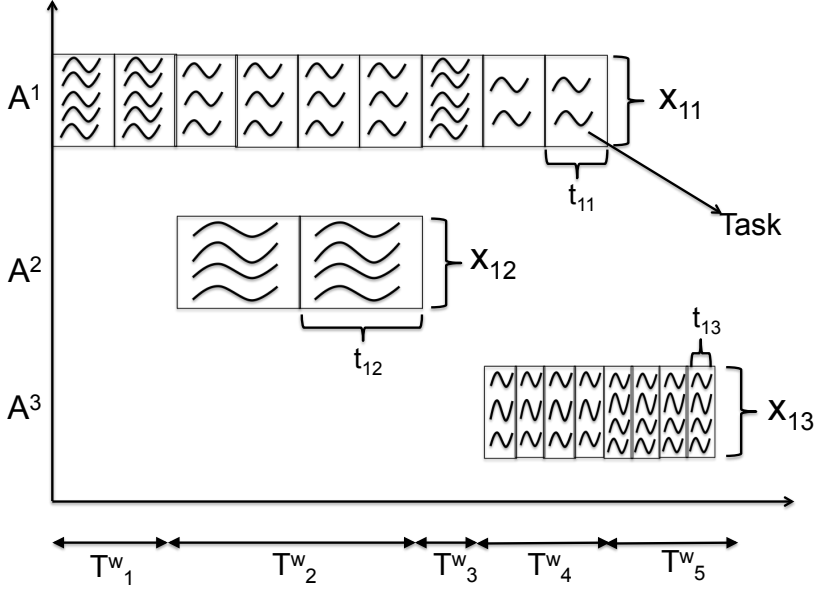 A¹
x₁₁
t₁₁
Task
A²
x₁₂
t₁₂
t₁₃
A³
x₁₃
Tʷ₁
Tʷ₂
Tʷ₃
Tʷ₄
Tʷ₅